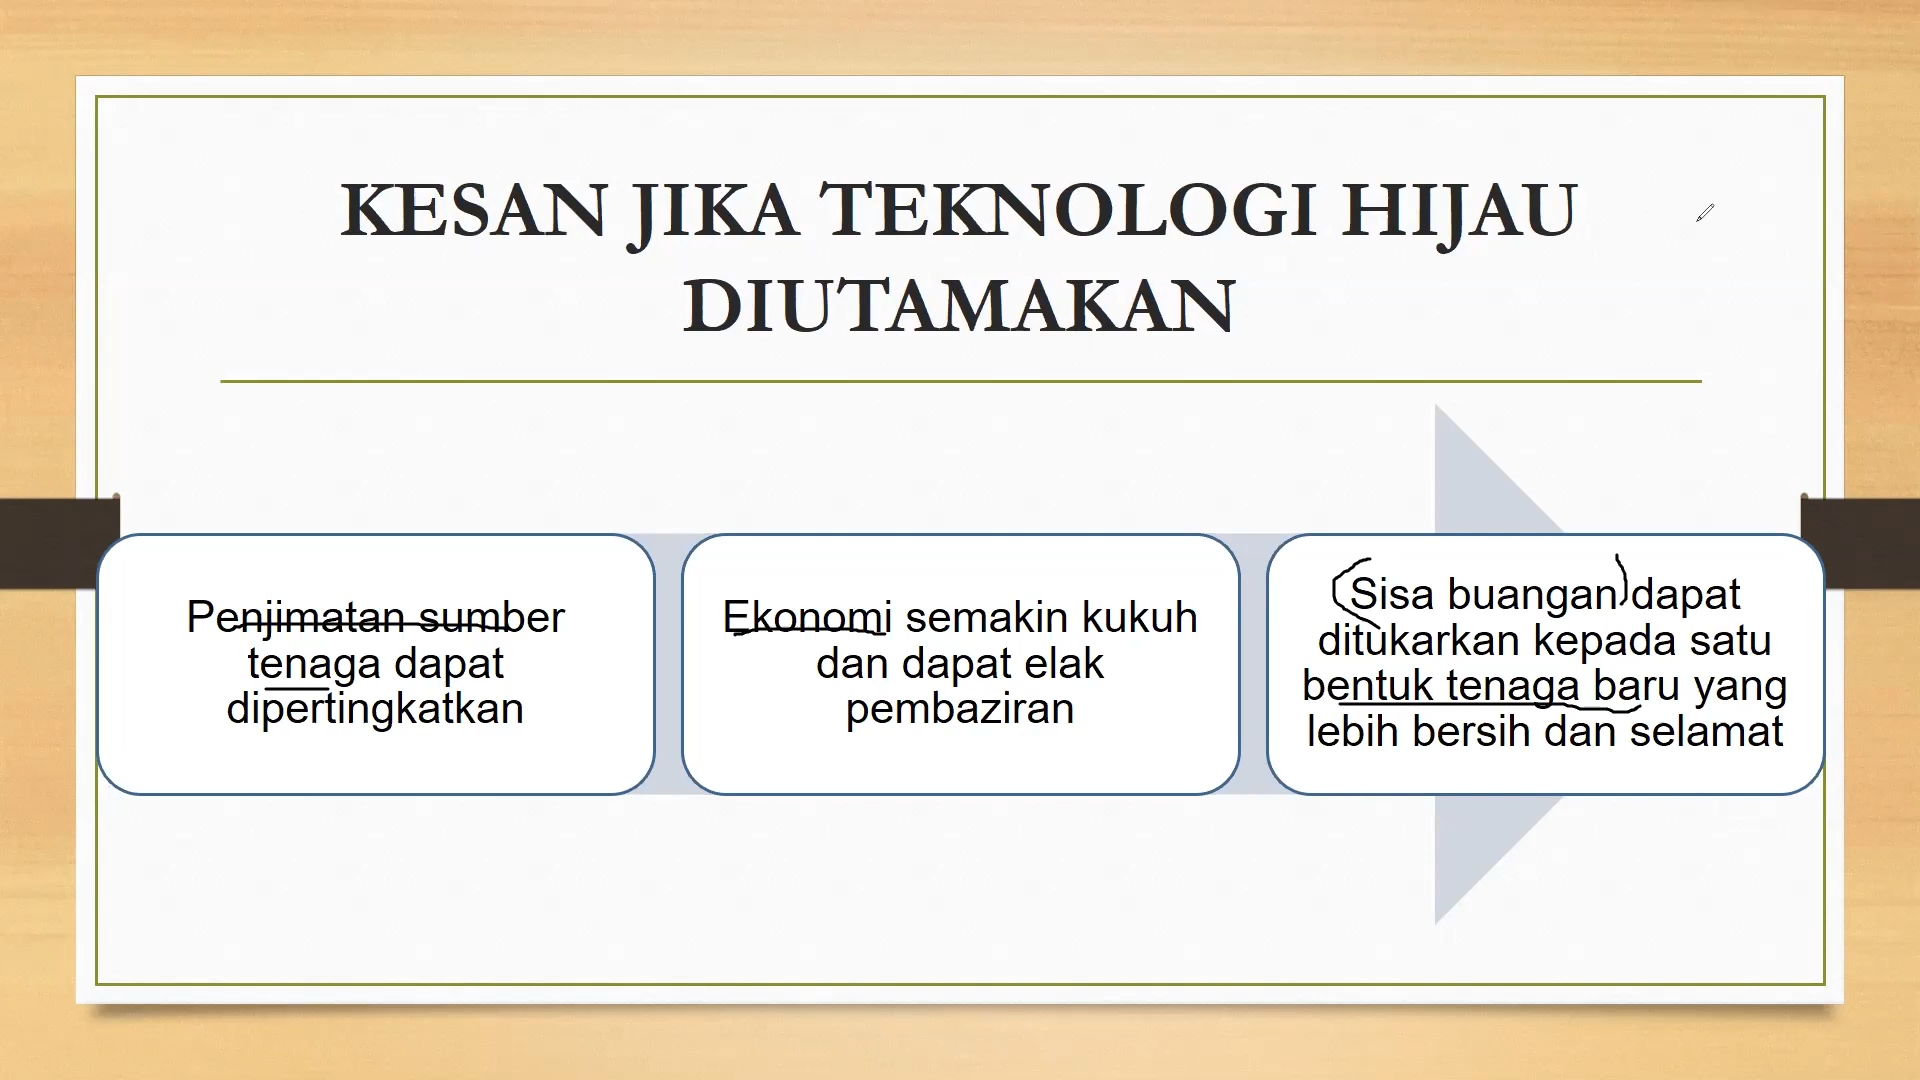 KESAN JIKA TEKNOLOGI HIJAU
DIUTAMAKAN
Penjimatan sumber
tenaga dapat
dipertingkatkan
Ekonomi semakin kukuh
dan dapat elak
pembaziran
Sisa buangan dapat
ditukarkan kepada satu
bentuk tenaga baru yang
lebih bersih dan selamat